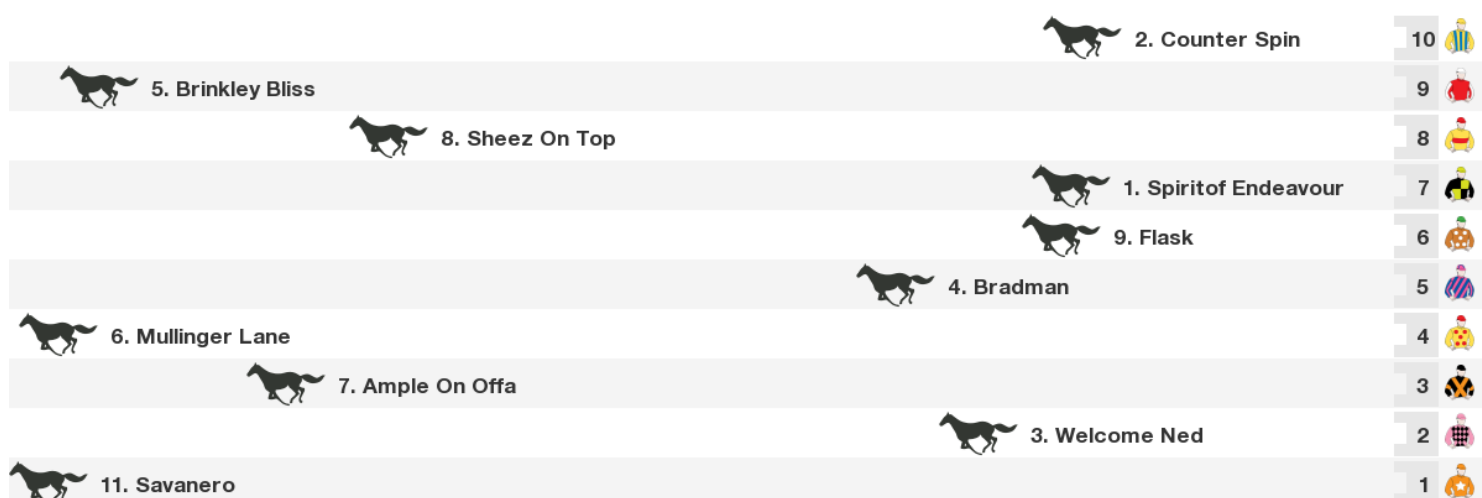 2. Counter Spin 10
5. Brinkley Bliss 9
8. Sheez On Top 8
1. Spiritof Endeavour 7
9. Flask 6
4. Bradman 5
6. Mullinger Lane 4
7. Ample On Offa 3
3. Welcome Ned 2
11. Savanero 1